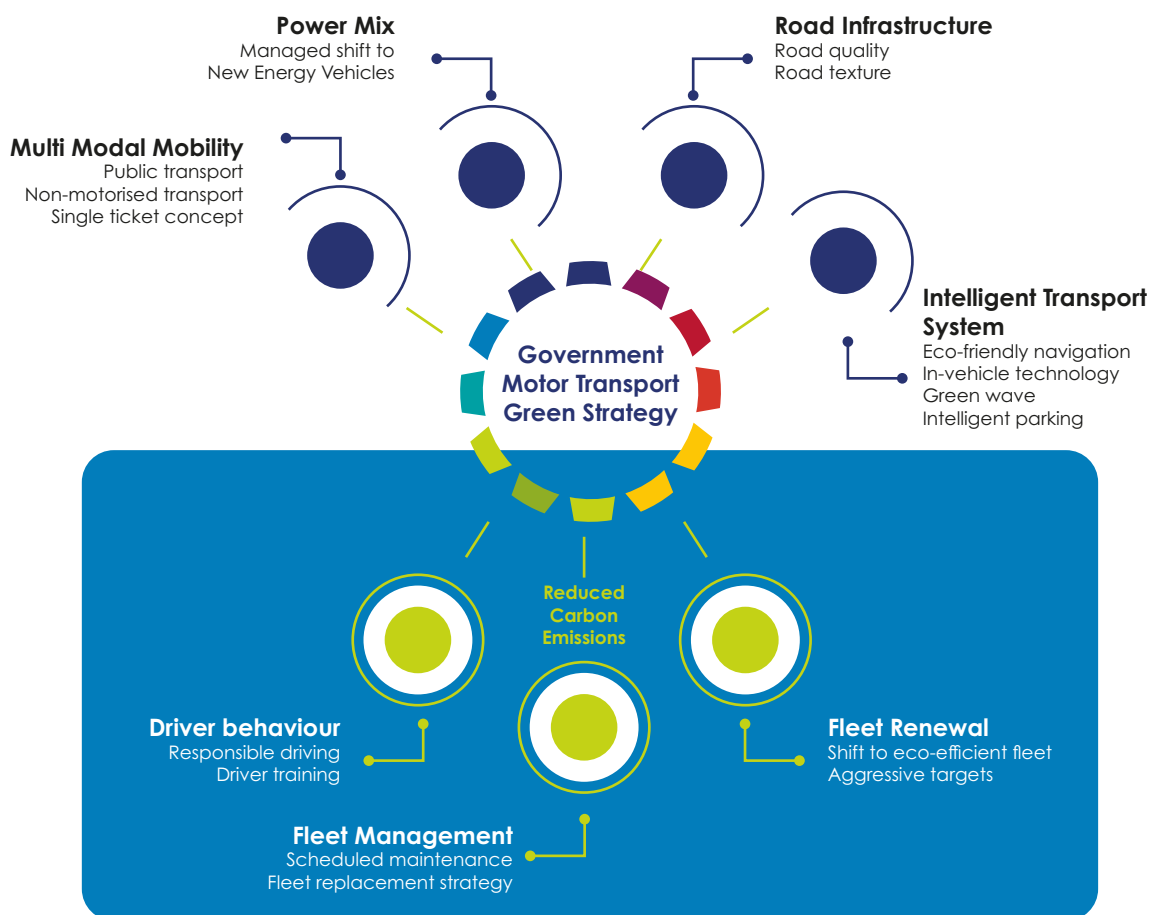 Power Mix
Managed shift to
New Energy Vehicles
Road Infrastructure
Road quality
Road texture
Multi Modal Mobility
Public transport
Non-motorised transport
Single ticket concept
Intelligent Transport
System
Eco-friendly navigation
In-vehicle technology
Green wave
Intelligent parking
Government
Motor Transport
Green Strategy
Reduced
Carbon
Emissions
Driver behaviour
Responsible driving
Driver training
Fleet Renewal
Shift to eco-efficient fleet
Aggressive targets
Fleet Management
Scheduled maintenance
Fleet replacement strategy